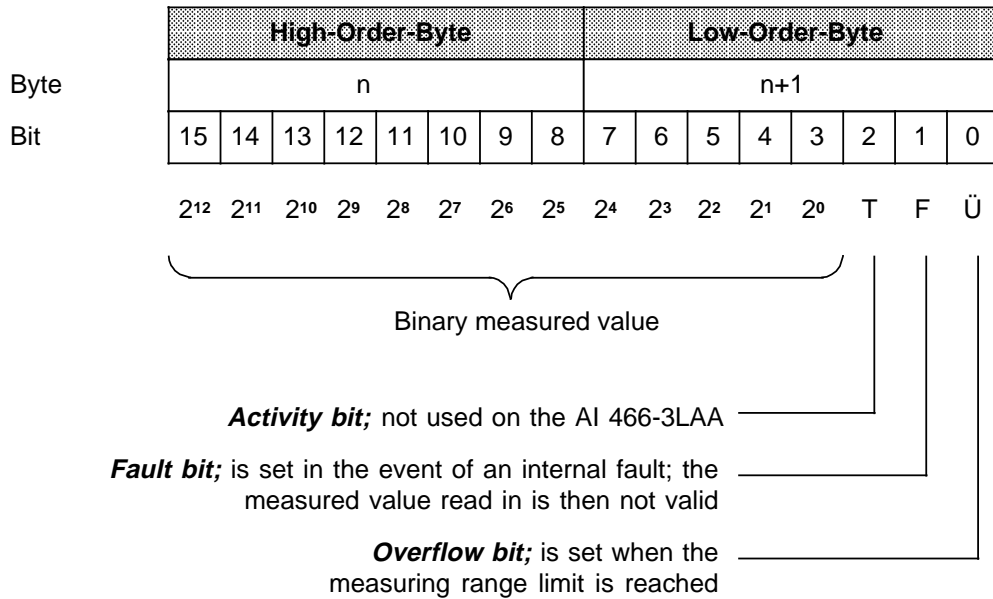 High-Order-Byte Low-Order-Byte
Byte n n+1
Bit 15 14 13 12 11 10 9 8 7 6 5 4 3 2 1 0
2¹² 2¹¹ 2¹⁰ 2⁹ 2⁸ 2⁷ 2⁶ 2⁵ 2⁴ 2³ 2² 2¹ 2⁰ T F Ü
Binary measured value
Activity bit; not used on the AI 466-3LAA
Fault bit; is set in the event of an internal fault; the
measured value read in is then not valid
Overflow bit; is set when the
measuring range limit is reached